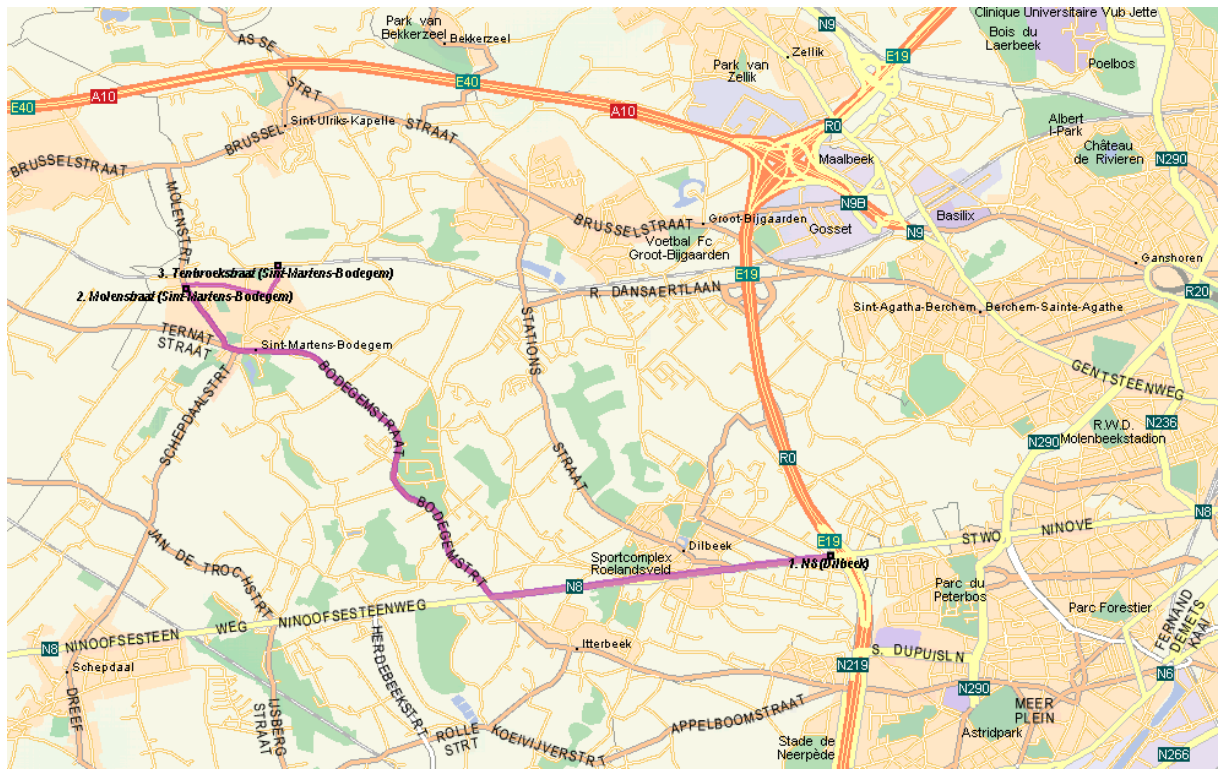 Park van
Bekkerzeel
Bekkerzeel
N9
Clinique Universitaire Vub Jette
Bois du
Laerbeek
Poelbos
ASSE
STRT
Zellik
E19
Park van
Zellik
E40
A10
E40
A10
Sint-Ulriks-Kapelle
STRAAT
BRUSSEL
BRUSSELSTRAAT
R0
Albert
I-Park
Château
de Rivieren
N290
Maalbeek
MOLENSTRT
N9B
Basilix
BRUSSELSTRAAT
Groot-Bijgaarden
Gosset
N9
Voetbal Fc
Groot-Bijgaarden
Ganshoren
3. Tenbroekstraat (Sint-Martens-Bodegem)
2. Molenstraat (Sint-Martens-Bodegem)
E19
R. DANSAERTLAAN
R20
Sint-Agatha-Berchem
Berchem-Sainte-Agathe
TERNAT
STRAAT
Sint-Martens-Bodegem
STATIONS
STRAAT
GENTSTEENWEG
BODEGEMSTRAAT
SCHEPDAALSTRT
N236
R.W.D.
Molenbeekstadion
N290
R0
BODEGEMSTRT
N8
NINOVE
STWO
E19
JAN DE TROCHSTRT
Dilbeek
Sportcomplex
Roelandsveld
1. N8 (Dilbeek)
N8
Parc du
Peterbos
Parc Forestier
NINOOFSESTEENWEG
NINOOFSESTEEN
WEG
N8
Schepdaal
HERDEBEEKSTRT
Itterbeek
FERNAND
DEMETS
KAAI
S. DUPUISLN
N219
N6
DREEF
IJSBERG
STRAAT
N290
MEER
PLEIN
APPELBOOMSTRAAT
ROLLE
STRT
KOEIVIJVERSTRT
Astridpark
Stade de
Neerpède
N266